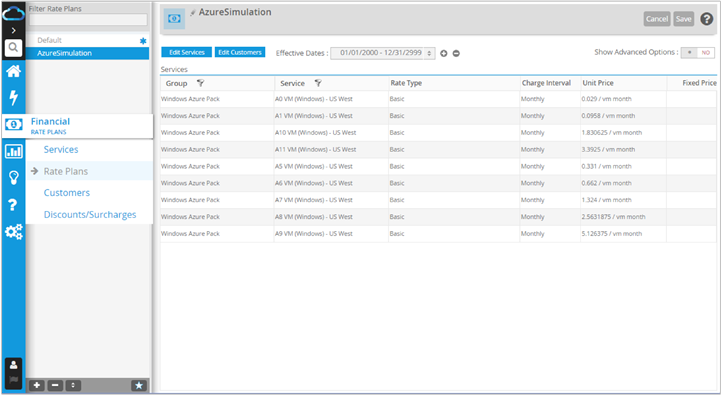 Filter Rate Plans
Default
AzureSimulation
Financial
RATE PLANS
Services
Rate Plans
Customers
Discounts/Surcharges
AzureSimulation
Cancel
Save
Edit Services
Edit Customers
Effective Dates :
01/01/2000 - 12/31/2999
Show Advanced Options :
NO
Services
Group Service Rate Type Charge Interval Unit Price Fixed Price
Windows Azure Pack A0 VM (Windows) - US West Basic Monthly 0.029 / vm month
Windows Azure Pack A1 VM (Windows) - US West Basic Monthly 0.0958 / vm month
Windows Azure Pack A10 VM (Windows) - US West Basic Monthly 1.830625 / vm month
Windows Azure Pack A11 VM (Windows) - US West Basic Monthly 3.3925 / vm month
Windows Azure Pack A5 VM (Windows) - US West Basic Monthly 0.331 / vm month
Windows Azure Pack A6 VM (Windows) - US West Basic Monthly 0.662 / vm month
Windows Azure Pack A7 VM (Windows) - US West Basic Monthly 1.324 / vm month
Windows Azure Pack A8 VM (Windows) - US West Basic Monthly 2.5631875 / vm month
Windows Azure Pack A9 VM (Windows) - US West Basic Monthly 5.126375 / vm month